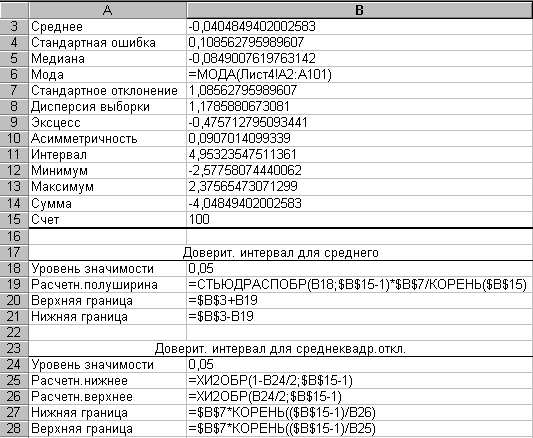 A B
3 Среднее -0,0404849402002583
4 Стандартная ошибка 0,108562795989607
5 Медиана -0,0849007619763142
6 Мода =МОДА(Лист4!A2:A101)
7 Стандартное отклонение 1,08562795989607
8 Дисперсия выборки 1,1785880673081
9 Эксцесс -0,475712795093441
10 Асимметричность 0,0907014099339
11 Интервал 4,95323547511361
12 Минимум -2,57758074440062
13 Максимум 2,37565473071299
14 Сумма -4,04849402002583
15 Счет 100
16
17 Доверит. интервал для среднего
18 Уровень значимости 0,05
19 Расчетн.полуширина =СТЬЮДРАСПОБР(B18;$B$15-1)*$B$7/КОРЕНЬ($B$15)
20 Верхняя граница =$B$3+B19
21 Нижняя граница =$B$3-B19
22
23 Доверит. интервал для среднеквадр.откл.
24 Уровень значимости 0,05
25 Расчетн.нижнее =ХИ2ОБР(1-B24/2;$B$15-1)
26 Расчетн.верхнее =ХИ2ОБР(B24/2;$B$15-1)
27 Нижняя граница =$B$7*КОРЕНЬ(($B$15-1)/B26)
28 Верхняя граница =$B$7*КОРЕНЬ(($B$15-1)/B25)